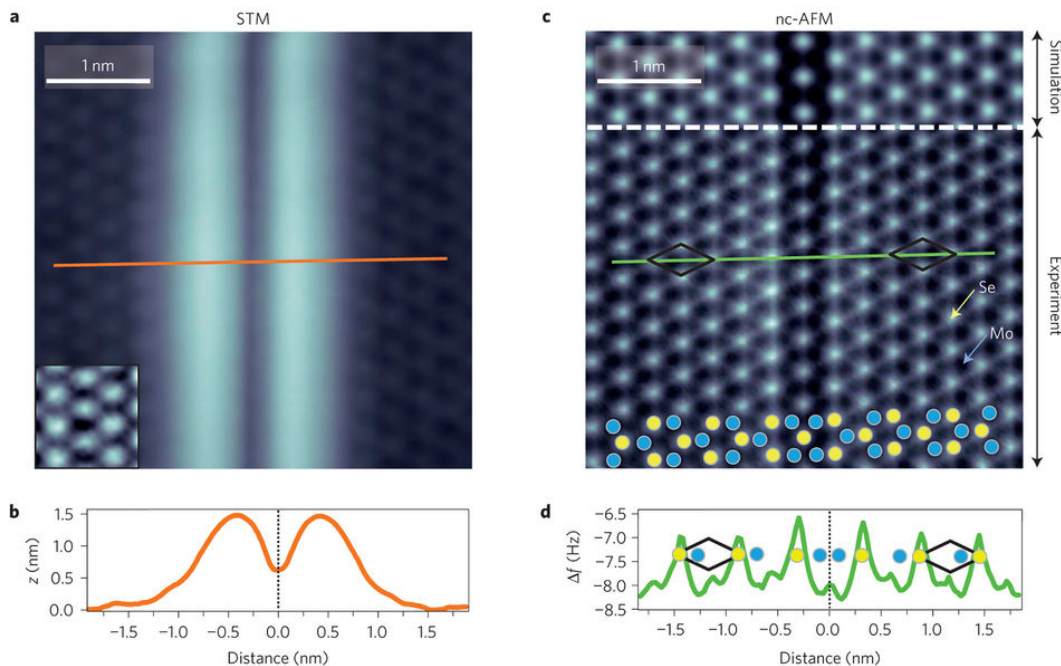 a
STM
1 nm
c
nc-AFM
1 nm
Simulation
Experiment
Se
Mo
b
z (nm)
1.5
1.0
0.5
0.0
−1.5 −1.0 −0.5 0.0 0.5 1.0 1.5
Distance (nm)
d
Δf (Hz)
−6.5
−7.5
−8.0
−8.5
−1.5 −1.0 −0.5 0.0 0.5 1.0 1.5
Distance (nm)